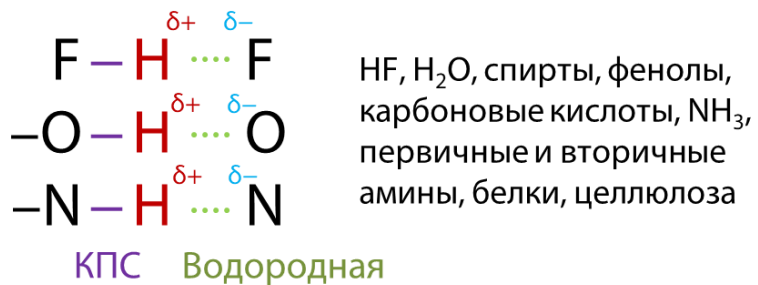 δ+ δ−
F – H ···· F
δ+ δ−
–O – H ···· O
δ+ δ−
–N – H ···· N
КПС Водородная
HF, H₂O, спирты, фенолы,
карбоновые кислоты, NH₃,
первичные и вторичные
амины, белки, целлюлоза